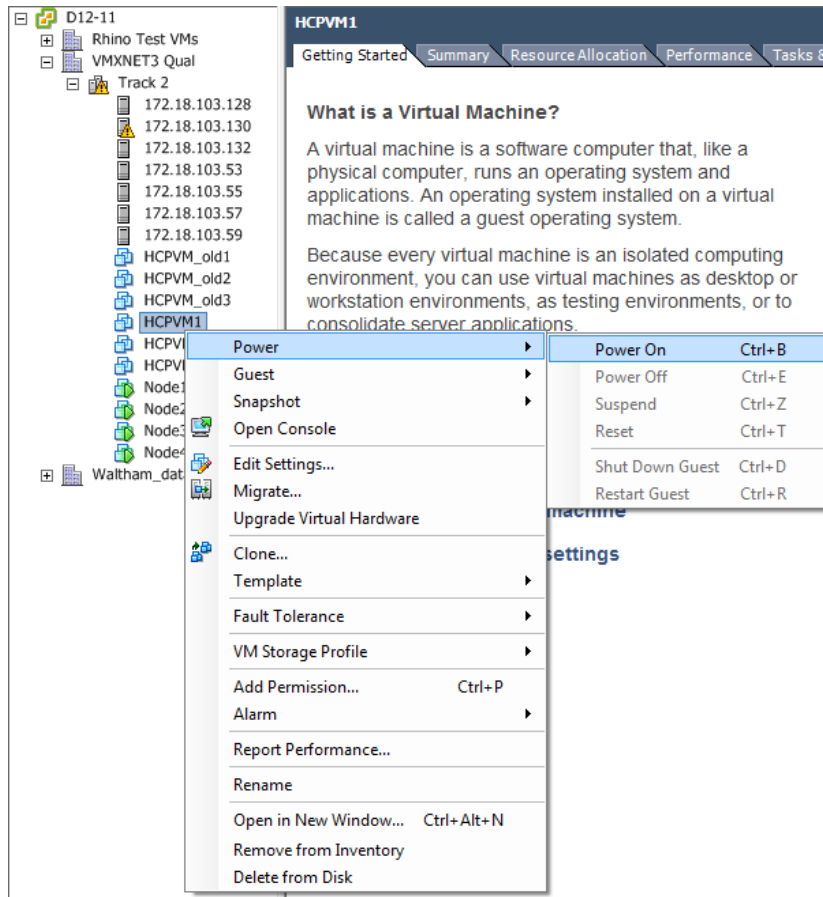 D12-11
Rhino Test VMs
VMXNET3 Qual
Track 2
172.18.103.128
172.18.103.130
172.18.103.132
172.18.103.53
172.18.103.55
172.18.103.57
172.18.103.59
HCPVM_old1
HCPVM_old2
HCPVM_old3
HCPVM1
Waltham_dat
HCPVM1
Getting Started Summary Resource Allocation Performance Tasks &
What is a Virtual Machine?
A virtual machine is a software computer that, like a
physical computer, runs an operating system and
applications. An operating system installed on a virtual
machine is called a guest operating system.
Because every virtual machine is an isolated computing
environment, you can use virtual machines as desktop or
workstation environments, as testing environments, or to
consolidate server applications.
Power
Guest
Snapshot
Open Console
Edit Settings...
Migrate...
Upgrade Virtual Hardware
Clone...
Template
Fault Tolerance
VM Storage Profile
Add Permission... Ctrl+P
Alarm
Report Performance...
Rename
Open in New Window... Ctrl+Alt+N
Remove from Inventory
Delete from Disk
Power On Ctrl+B
Power Off Ctrl+E
Suspend Ctrl+Z
Reset Ctrl+T
Shut Down Guest Ctrl+D
Restart Guest Ctrl+R
machine
settings